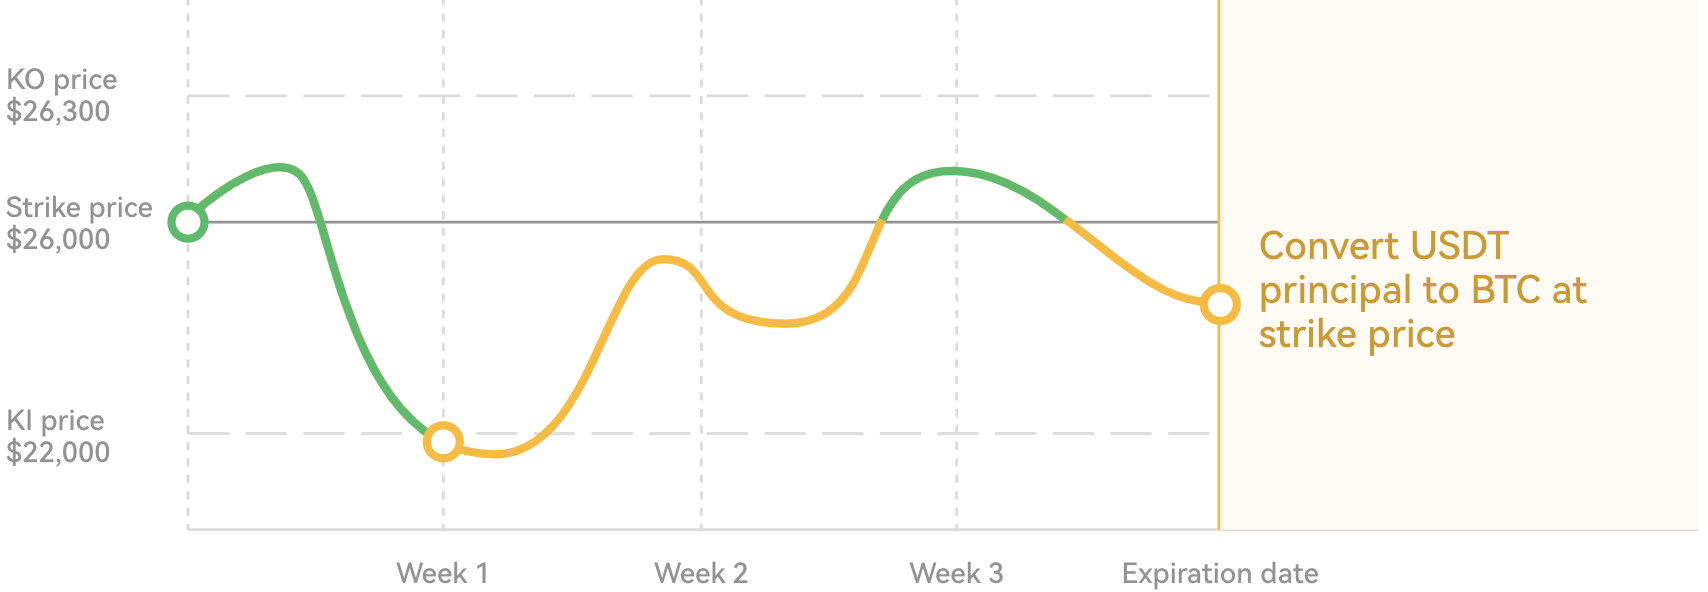 KO price
$26,300
Strike price
$26,000
Convert USDT
principal to BTC at
strike price
KI price
$22,000
Week 1
Week 2
Week 3
Expiration date